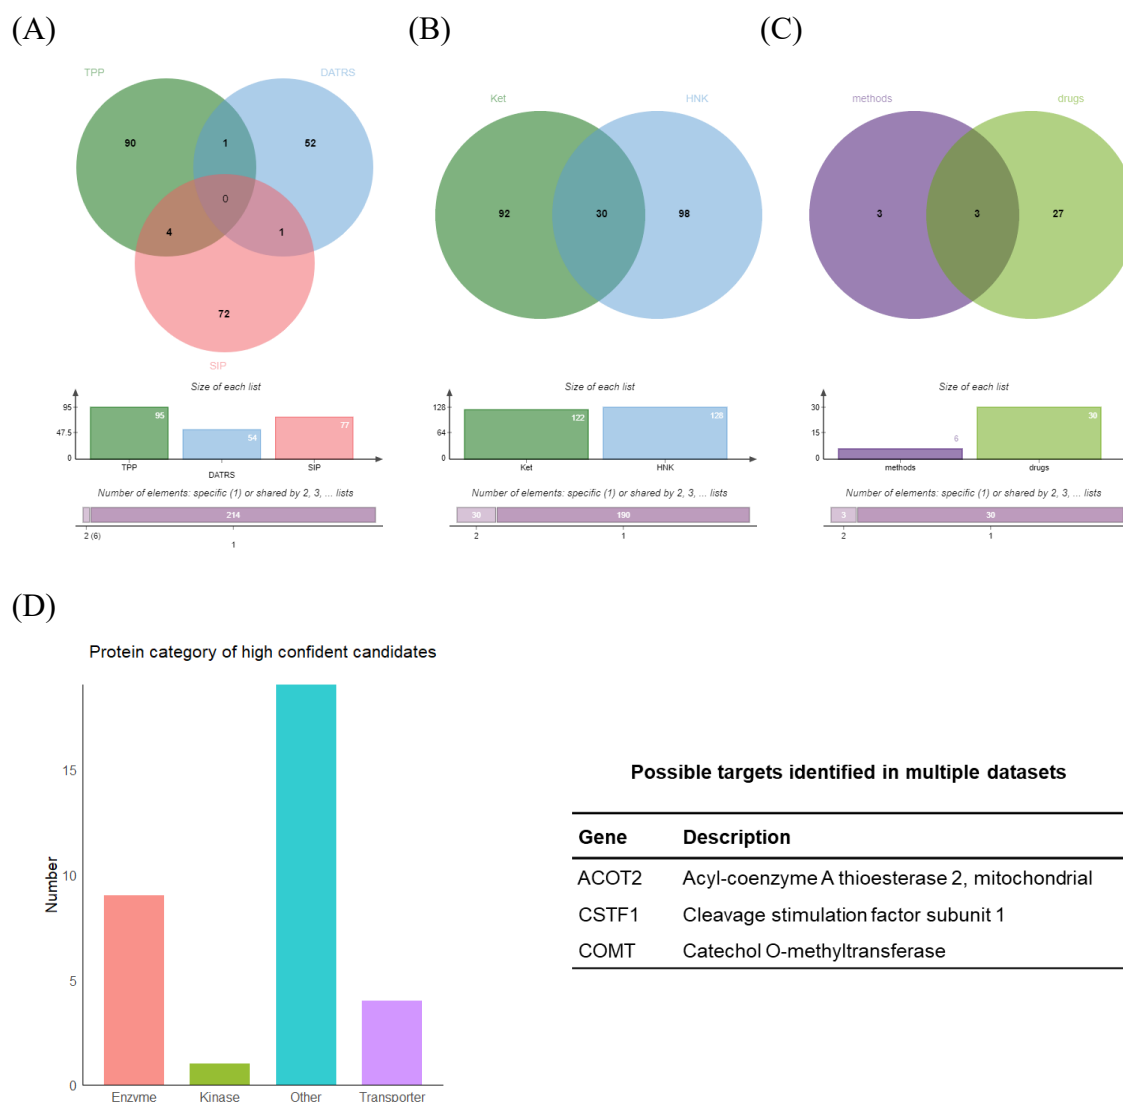 (A)
(B)
(C)
TPP
DATRS
90
1
52
0
4
1
72
SIP
Ket
HNK
92
30
98
methods
drugs
3
3
27
Size of each list
95
47.5
0
95
54
77
TPP
DATRS
SIP
Number of elements: specific (1) or shared by 2, 3, ... lists
214
2 (6)
1
Size of each list
128
64
0
122
128
Ket
HNK
Number of elements: specific (1) or shared by 2, 3, ... lists
30
190
2
1
Size of each list
30
15
0
6
30
methods
drugs
Number of elements: specific (1) or shared by 2, 3, ... lists
3
30
2
1
(D)
Protein category of high confident candidates
Number
15
10
5
0
Enzyme
Kinase
Other
Transporter
Possible targets identified in multiple datasets
Gene Description
ACOT2 Acyl-coenzyme A thioesterase 2, mitochondrial
CSTF1 Cleavage stimulation factor subunit 1
COMT Catechol O-methyltransferase